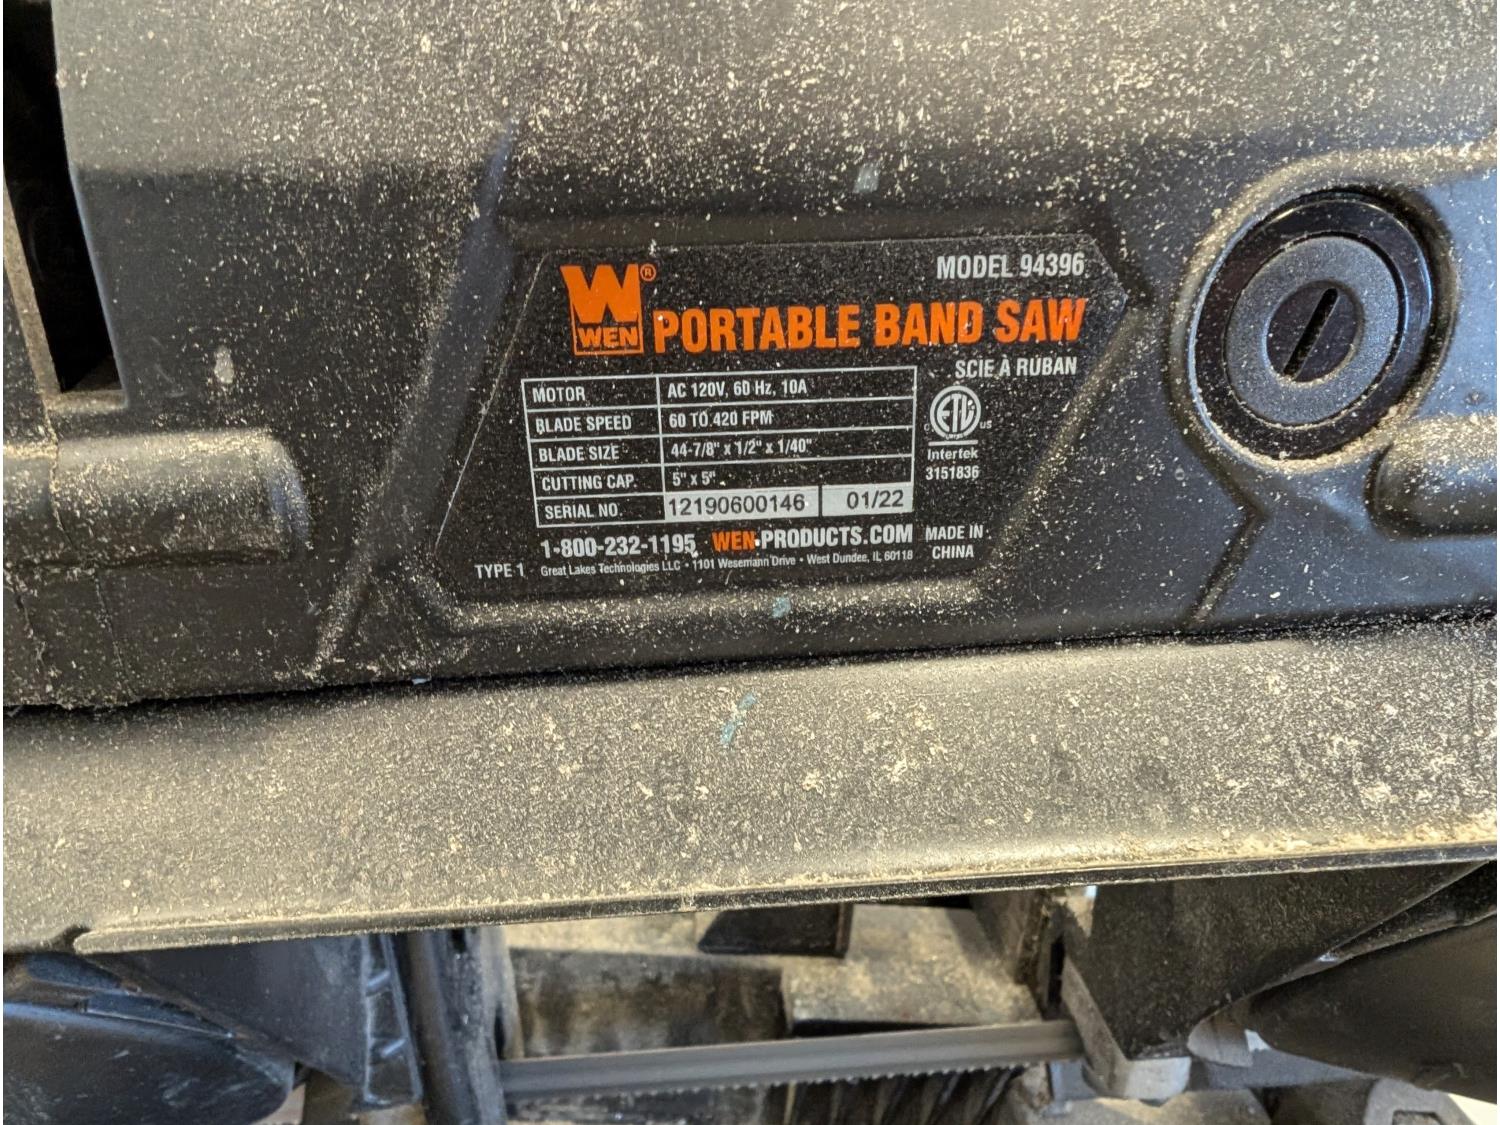 MODEL 94396
W®
WEN
PORTABLE BAND SAW
SCIE À RUBAN
MOTOR AC 120V, 60 Hz, 10A
BLADE SPEED 60 TO 420 FPM
BLADE SIZE 44-7/8" x 1/2" x 1/40"
CUTTING CAP. 5" x 5"
SERIAL NO. 12190600146 01/22
C ETL US
Intertek
3151836
1-800-232-1195 WENPRODUCTS.COM
MADE IN
CHINA
TYPE 1 Great Lakes Technologies LLC • 1101 Wesemann Drive • West Dundee, IL 60118